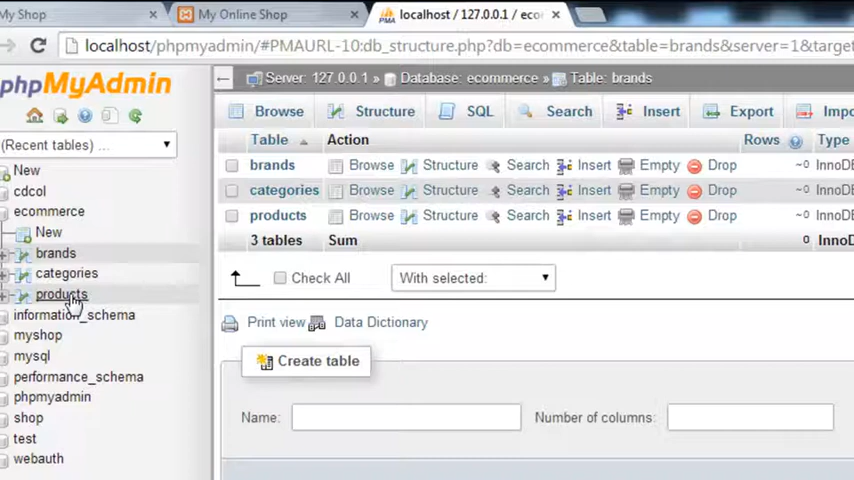 My Shop
My Online Shop
localhost / 127.0.0.1 / eco
localhost/phpmyadmin/#PMAURL-10:db_structure.php?db=ecommerce&table=brands&server=1&target
phpMyAdmin
Server: 127.0.0.1 » Database: ecommerce » Table: brands
Browse Structure SQL Search Insert Export Impo
(Recent tables) ...
New
cdcol
ecommerce
New
brands
categories
products
information_schema
myshop
mysql
performance_schema
phpmyadmin
shop
test
webauth
Table Action Rows Type
brands Browse Structure Search Insert Empty Drop ~0 InnoDB
categories Browse Structure Search Insert Empty Drop ~0 InnoDB
products Browse Structure Search Insert Empty Drop ~0 InnoDB
3 tables Sum 0 InnoD
Check All With selected:
Print view Data Dictionary
Create table
Name: Number of columns: